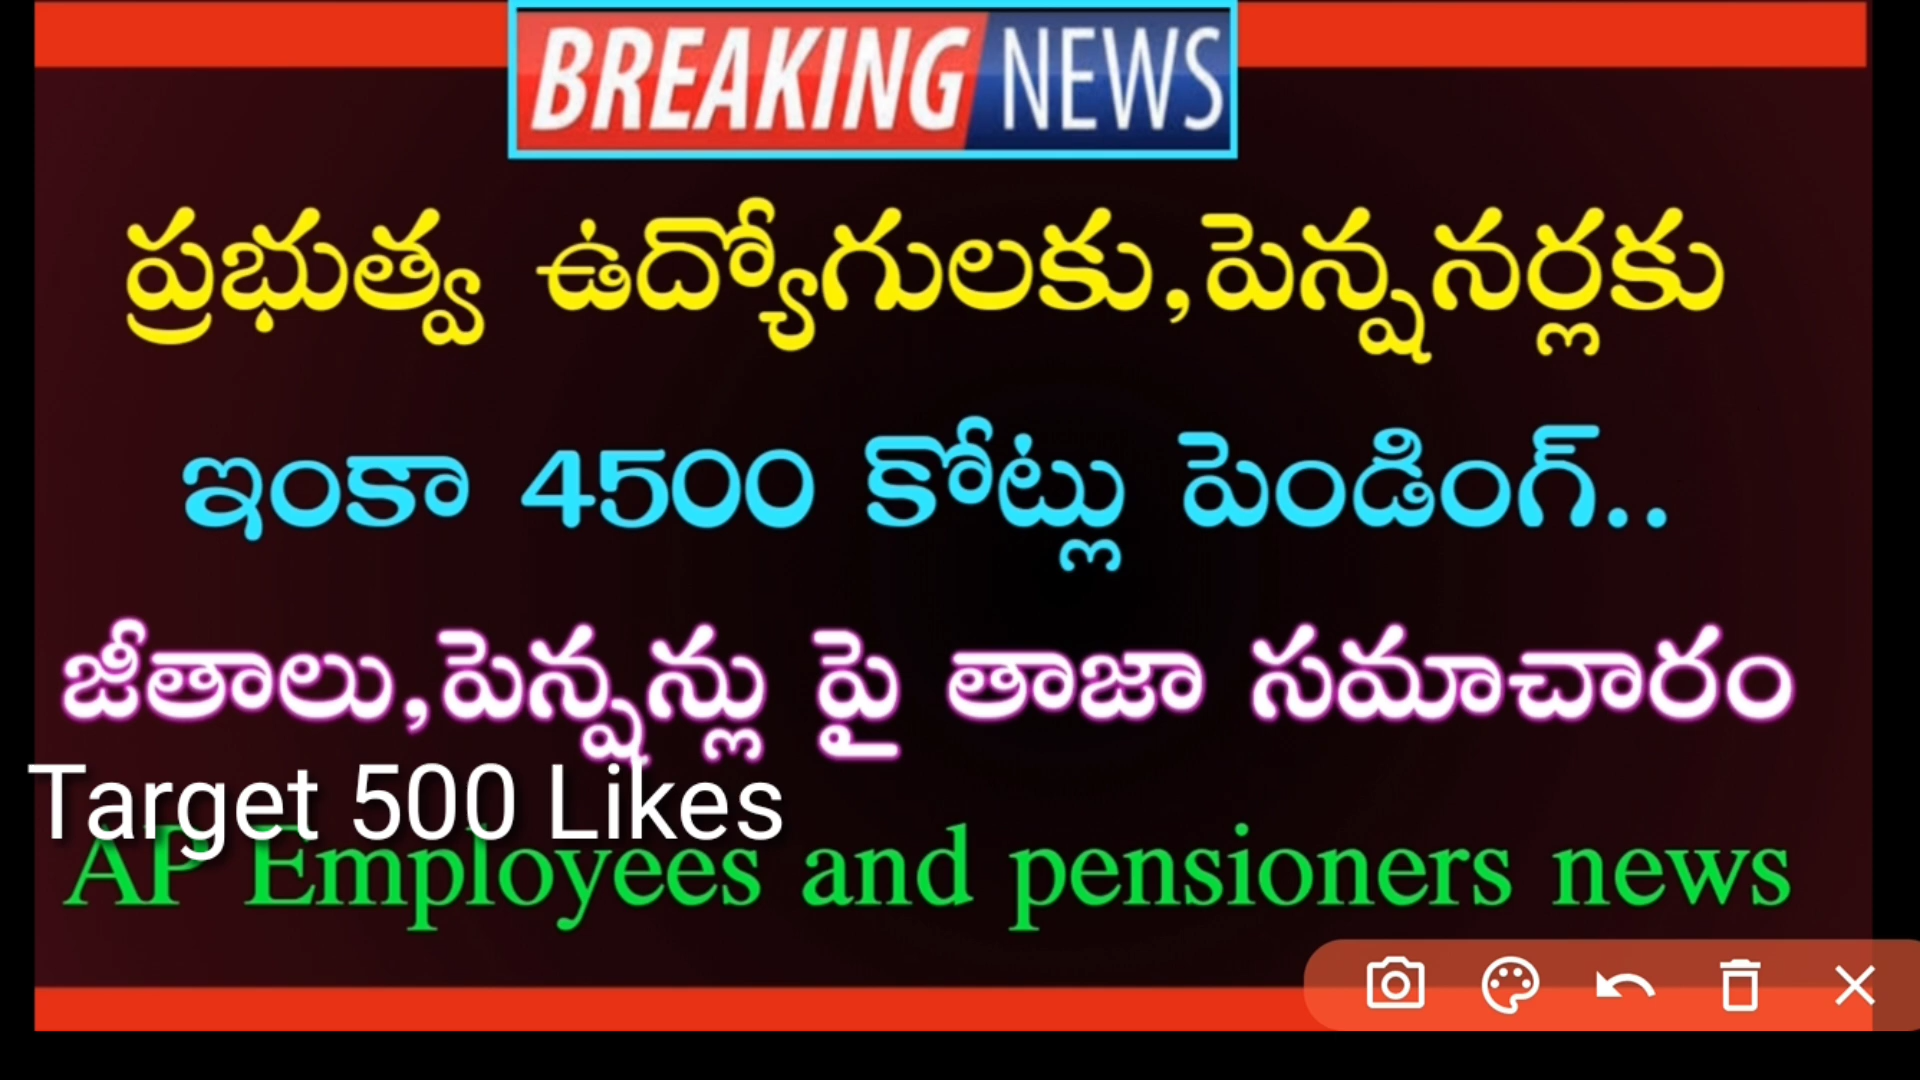 BREAKING NEWS
ప్రభుత్వ ఉద్యోగులకు,పెన్షనర్లకు
ఇంకా 4500 కోట్లు పెండింగ్..
జీతాలు,పెన్షన్లు పై తాజా సమాచారం
Target 500 Likes
AP Employees and pensioners news